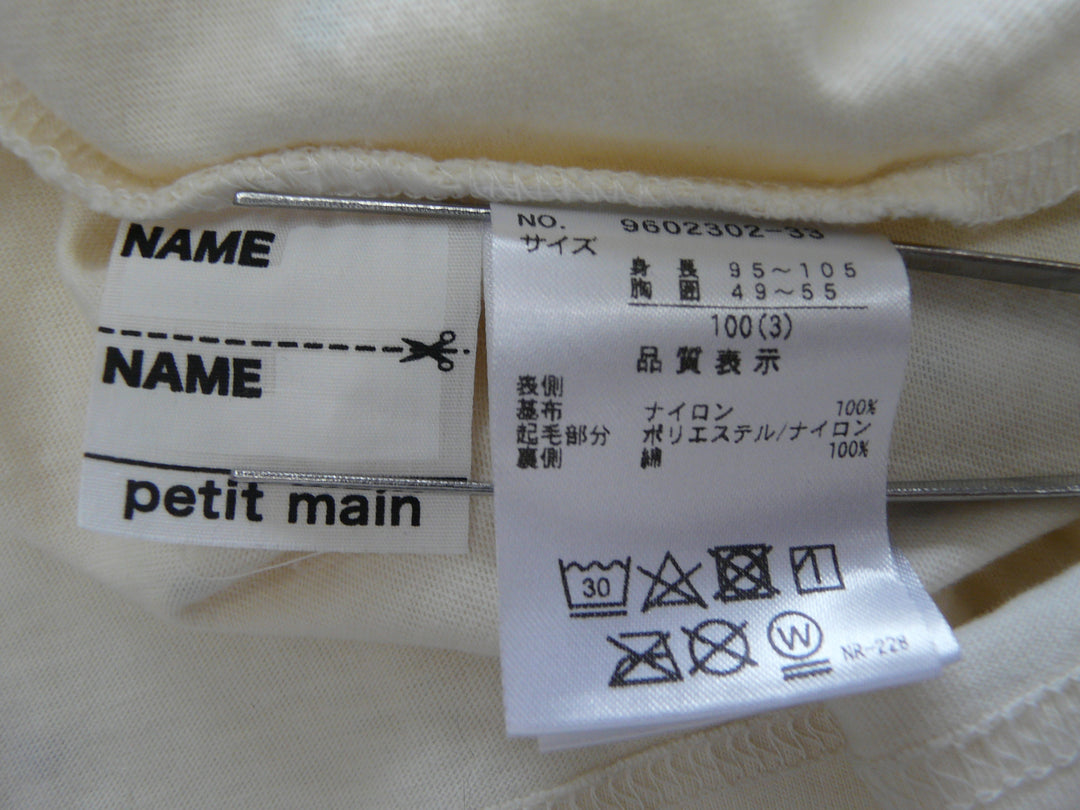 NAME
NAME
petit main
NO. 9602302-33
サイズ
身長 95～105
胸囲 49～55
100(3)
品質表示
表側
基布 ナイロン 100%
起毛部分 ポリエステル/ナイロン
裏側 綿 100%
30
W
NR-228